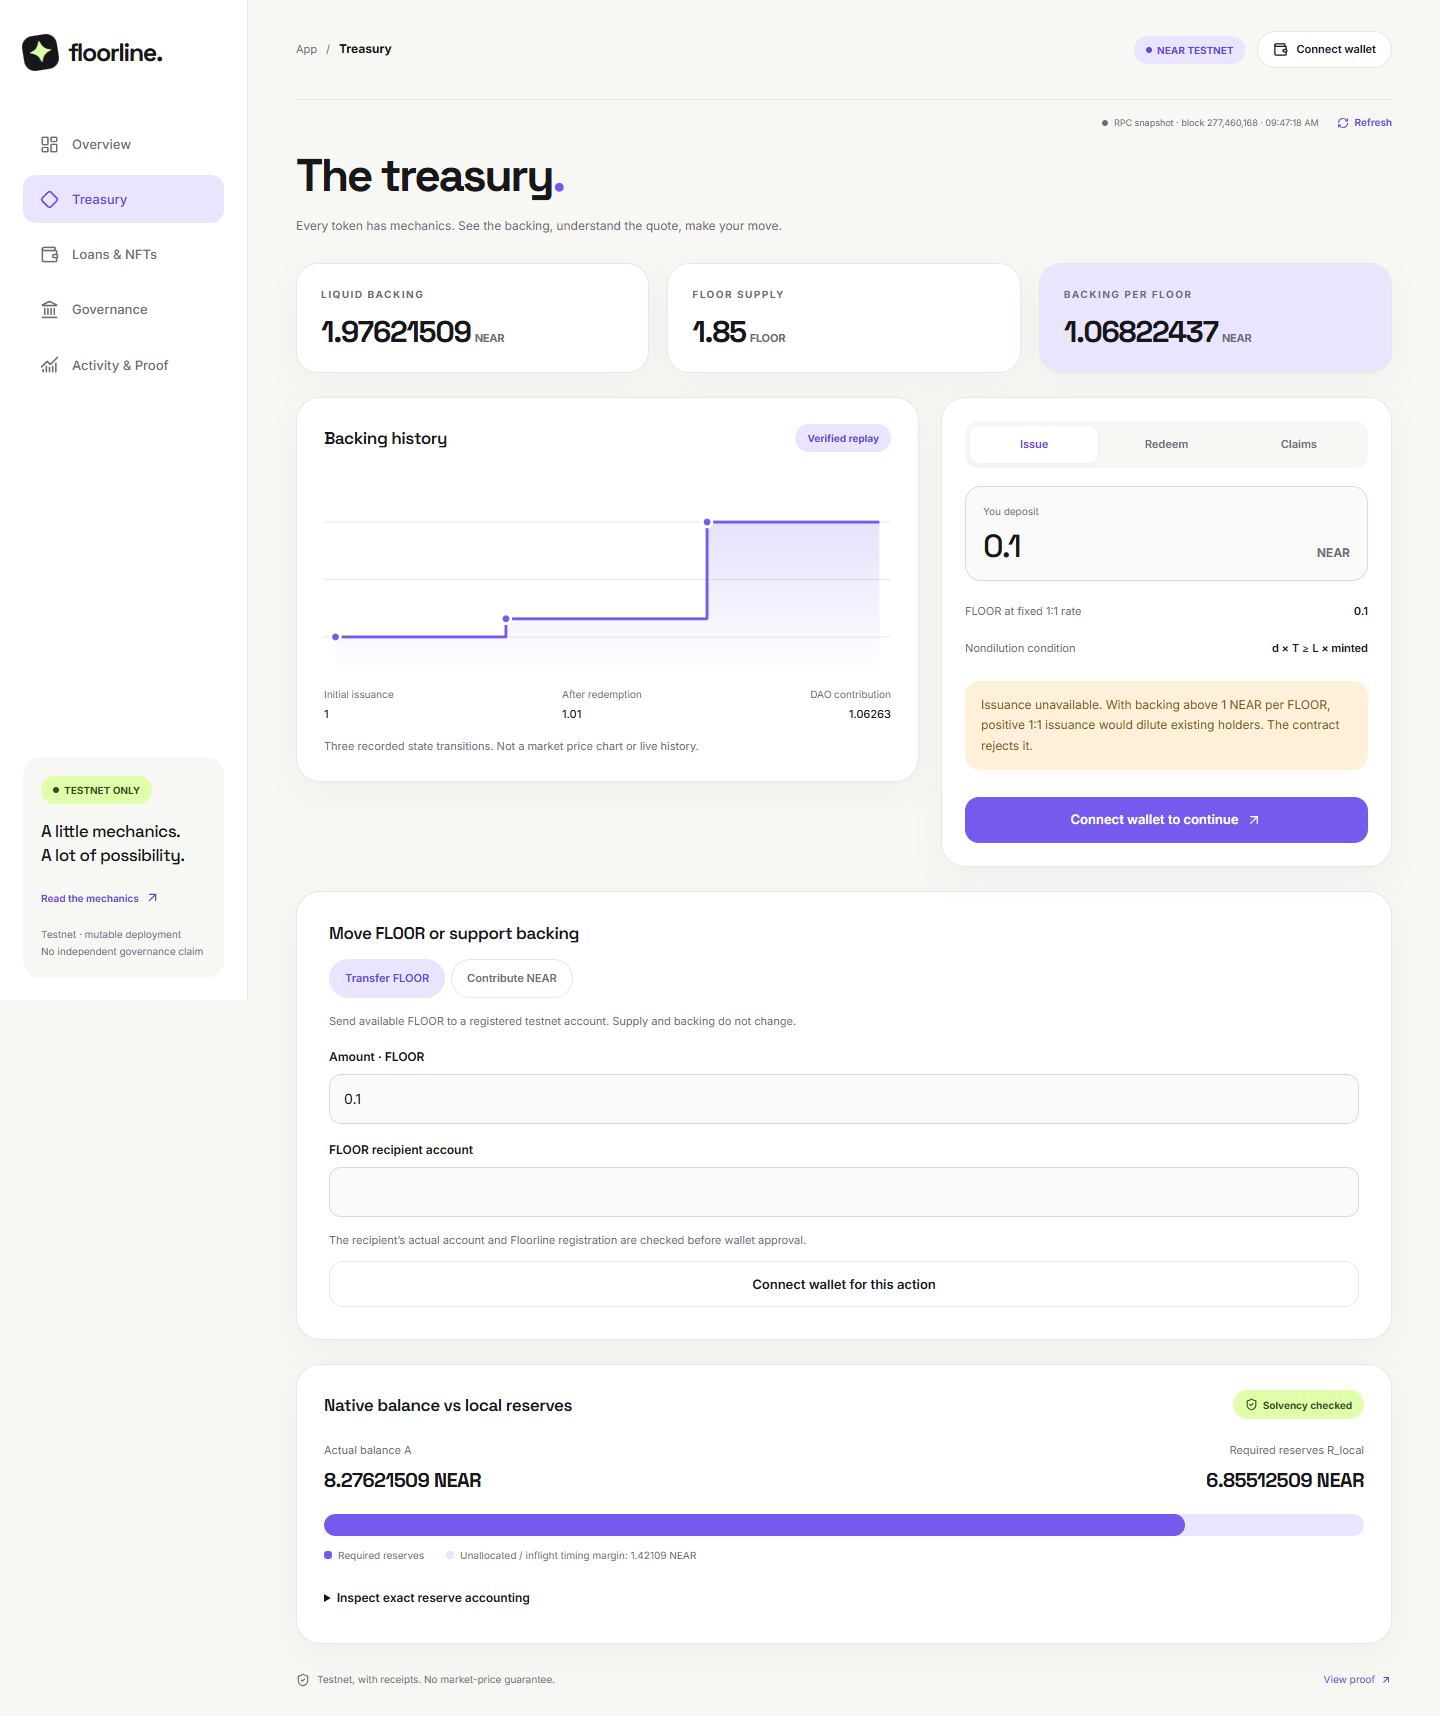 floorline.
Overview
Treasury
Loans & NFTs
Governance
Activity & Proof
TESTNET ONLY
A little mechanics.
A lot of possibility.
Read the mechanics
Testnet · mutable deployment
No independent governance claim
App / Treasury
NEAR TESTNET
Connect wallet
RPC snapshot · block 277,460,168 · 09:47:18 AM
Refresh
The treasury.
Every token has mechanics. See the backing, understand the quote, make your move.
LIQUID BACKING
1.97621509 NEAR
FLOOR SUPPLY
1.85 FLOOR
BACKING PER FLOOR
1.06822437 NEAR
Backing history
Verified replay
Initial issuance
1
After redemption
1.01
DAO contribution
1.06263
Three recorded state transitions. Not a market price chart or live history.
Issue
Redeem
Claims
You deposit
0.1
NEAR
FLOOR at fixed 1:1 rate
0.1
Nondilution condition
d × T ≥ L × minted
Issuance unavailable. With backing above 1 NEAR per FLOOR,
positive 1:1 issuance would dilute existing holders. The contract
rejects it.
Connect wallet to continue
Move FLOOR or support backing
Transfer FLOOR
Contribute NEAR
Send available FLOOR to a registered testnet account. Supply and backing do not change.
Amount · FLOOR
0.1
FLOOR recipient account
The recipient's actual account and Floorline registration are checked before wallet approval.
Connect wallet for this action
Native balance vs local reserves
Solvency checked
Actual balance A
8.27621509 NEAR
Required reserves R_local
6.85512509 NEAR
Required reserves
Unallocated / inflight timing margin: 1.42109 NEAR
Inspect exact reserve accounting
Testnet, with receipts. No market-price guarantee.
View proof